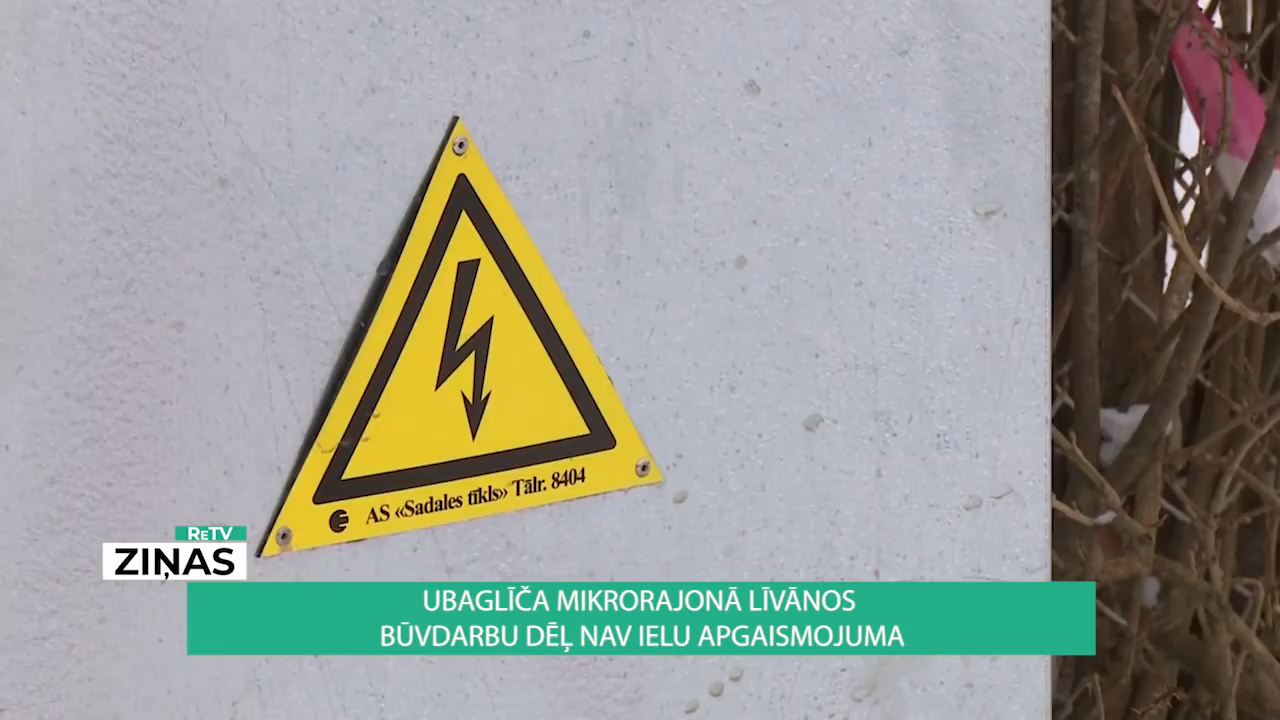 AS «Sadales tīkls» Tālr. 8404
ReTV
ZIŅAS
UBAGLĪČA MIKRORAJONĀ LĪVĀNOS
BŪVDARBU DĒĻ NAV IELU APGAISMOJUMA